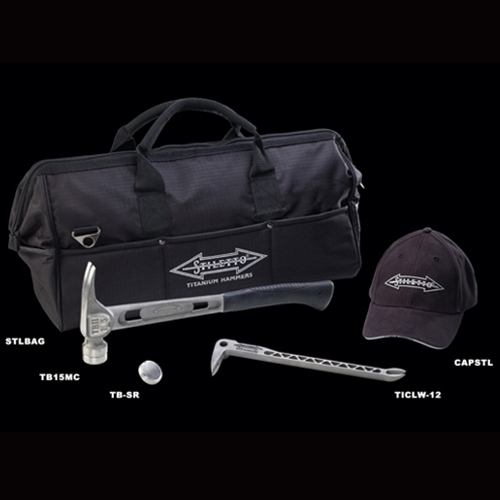 STILETTO
TITANIUM HAMMERS
STILETTO
STLBAG
CAPSTL
TB15MC
TB-SR
TICLW-12